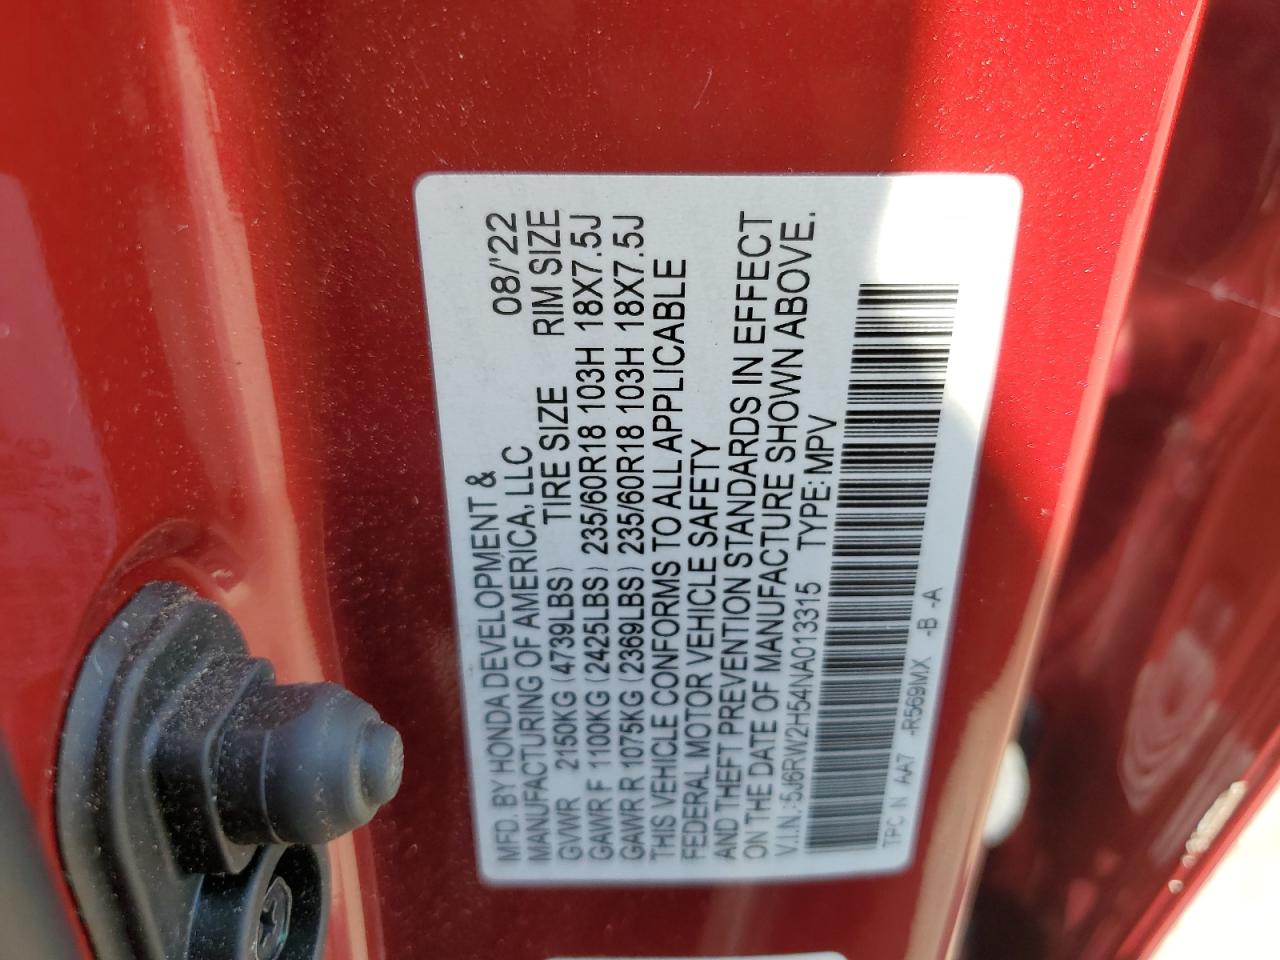 MFD. BY HONDA DEVELOPMENT &
MANUFACTURING OF AMERICA, LLC 08/'22
GVWR 2150KG (4739LBS) TIRE SIZE RIM SIZE
GAWR F 1100KG (2425LBS) 235/60R18 103H 18X7.5J
GAWR R 1075KG (2369LBS) 235/60R18 103H 18X7.5J
THIS VEHICLE CONFORMS TO ALL APPLICABLE
FEDERAL MOTOR VEHICLE SAFETY
AND THEFT PREVENTION STANDARDS IN EFFECT
ON THE DATE OF MANUFACTURE SHOWN ABOVE.
V.I.N.:5J6RW2H54NA013315 TYPE:MPV
TPC N AA7 -R569MX -B -A